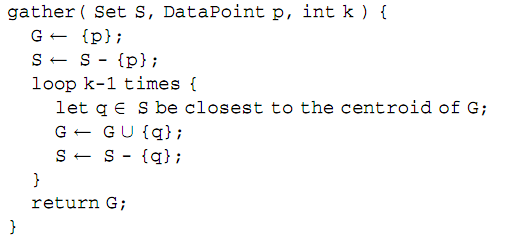 gather( Set S, DataPoint p, int k ) {
G ← {p};
S ← S - {p};
loop k-1 times {
let q ∈ S be closest to the centroid of G;
G ← G ∪ {q};
S ← S - {q};
}
return G;
}